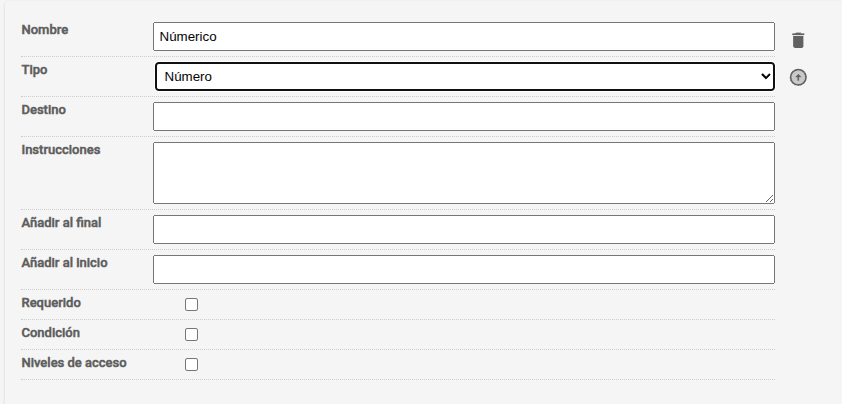 Nombre
Númerico
Tipo
Número
Destino
Instrucciones
Añadir al final
Añadir al inicio
Requerido
Condición
Niveles de acceso